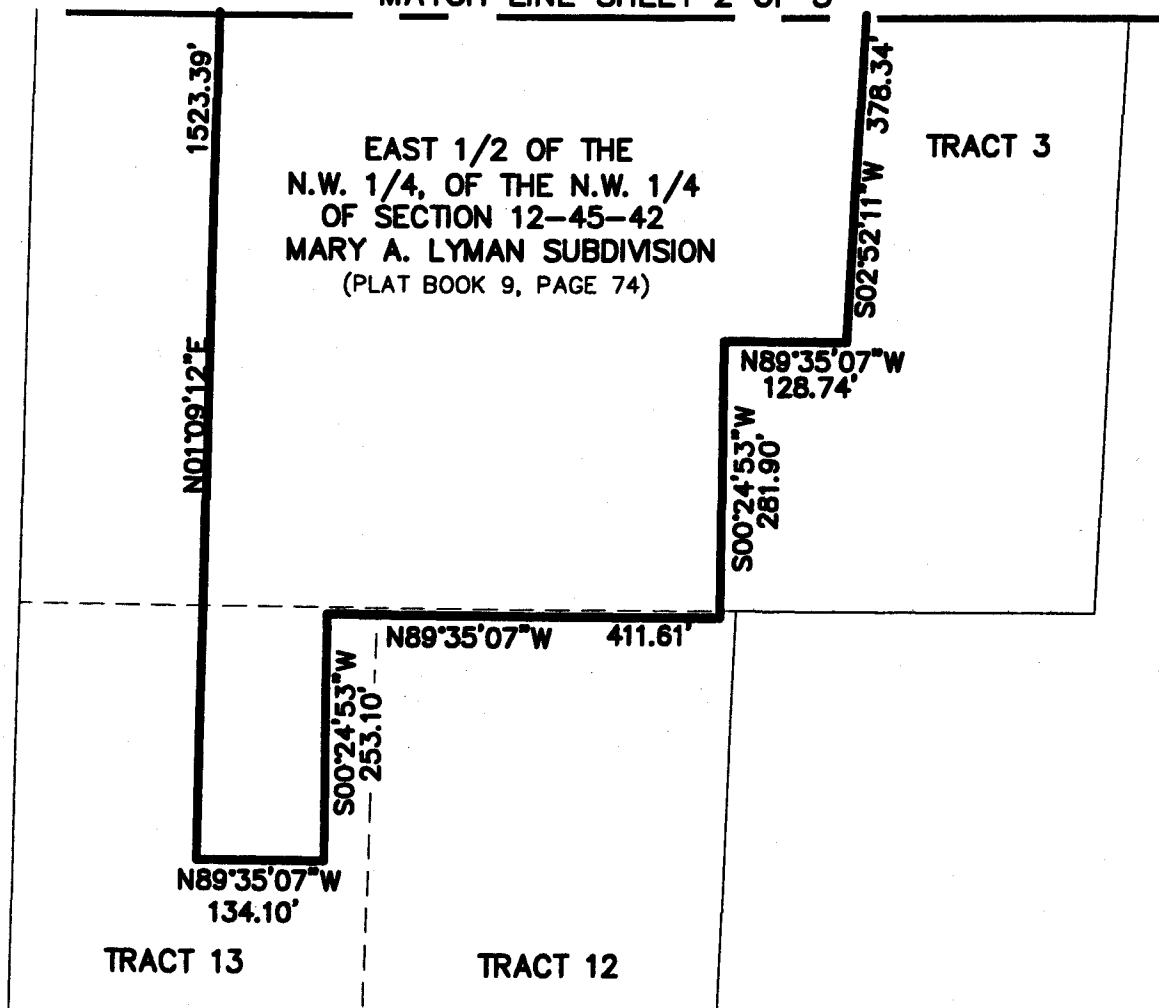 1523.39'
378.34'
TRACT 3
EAST 1/2 OF THE
N.W. 1/4, OF THE N.W. 1/4
OF SECTION 12-45-42
MARY A. LYMAN SUBDIVISION
(PLAT BOOK 9, PAGE 74)
S02°52'11"W
N01°09'12"E
N89°35'07"W
128.74'
S00°24'53"W
281.90'
N89°35'07"W 411.61'
S00°24'53"W
253.10'
N89°35'07"W
134.10'
TRACT 13
TRACT 12